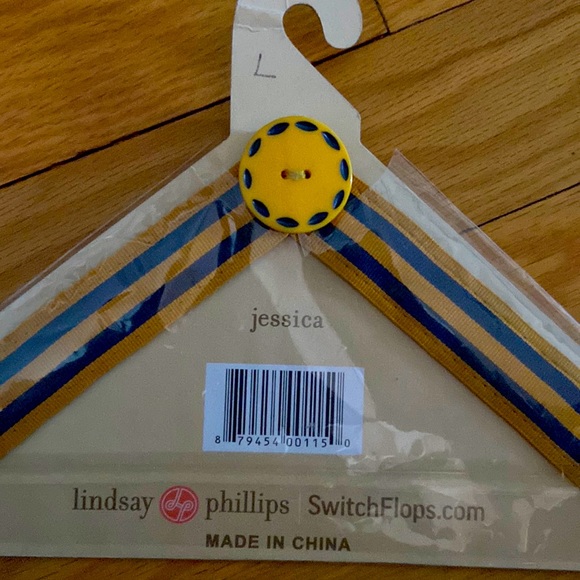 L
jessica
8 79454 00115 0
lindsay phillips | SwitchFlops.com
MADE IN CHINA